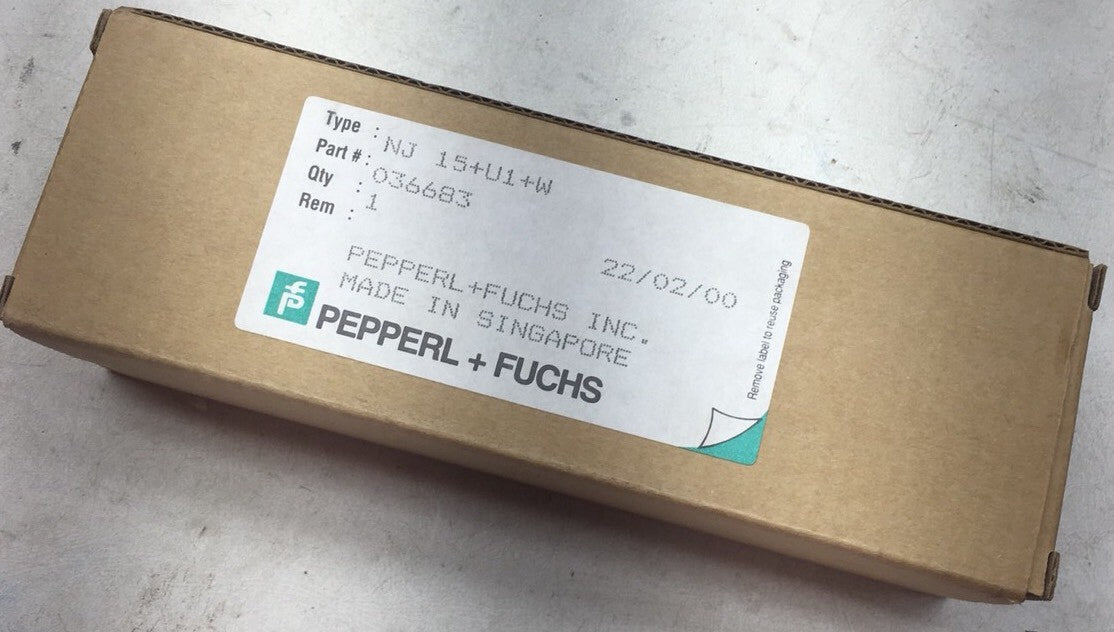 Type : NJ 15+U1+W
Part # : 036683
Qty : 1
Rem :
22/02/00
PEPPERL+FUCHS INC.
MADE IN SINGAPORE
PEPPERL + FUCHS
Remove label to reuse packaging